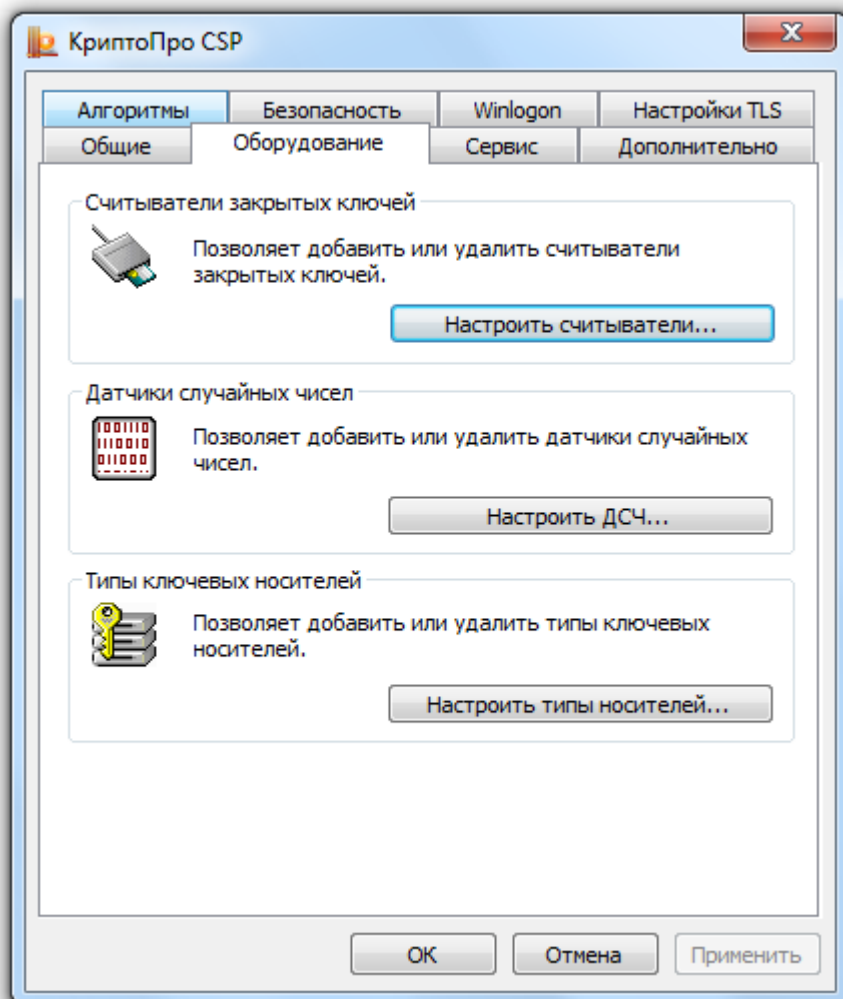 КриптоПро CSP
Алгоритмы
Безопасность
Winlogon
Настройки TLS
Общие
Оборудование
Сервис
Дополнительно
Считыватели закрытых ключей
Позволяет добавить или удалить считыватели
закрытых ключей.
Настроить считыватели...
Датчики случайных чисел
Позволяет добавить или удалить датчики случайных
чисел.
Настроить ДСЧ...
Типы ключевых носителей
Позволяет добавить или удалить типы ключевых
носителей.
Настроить типы носителей...
ОК
Отмена
Применить